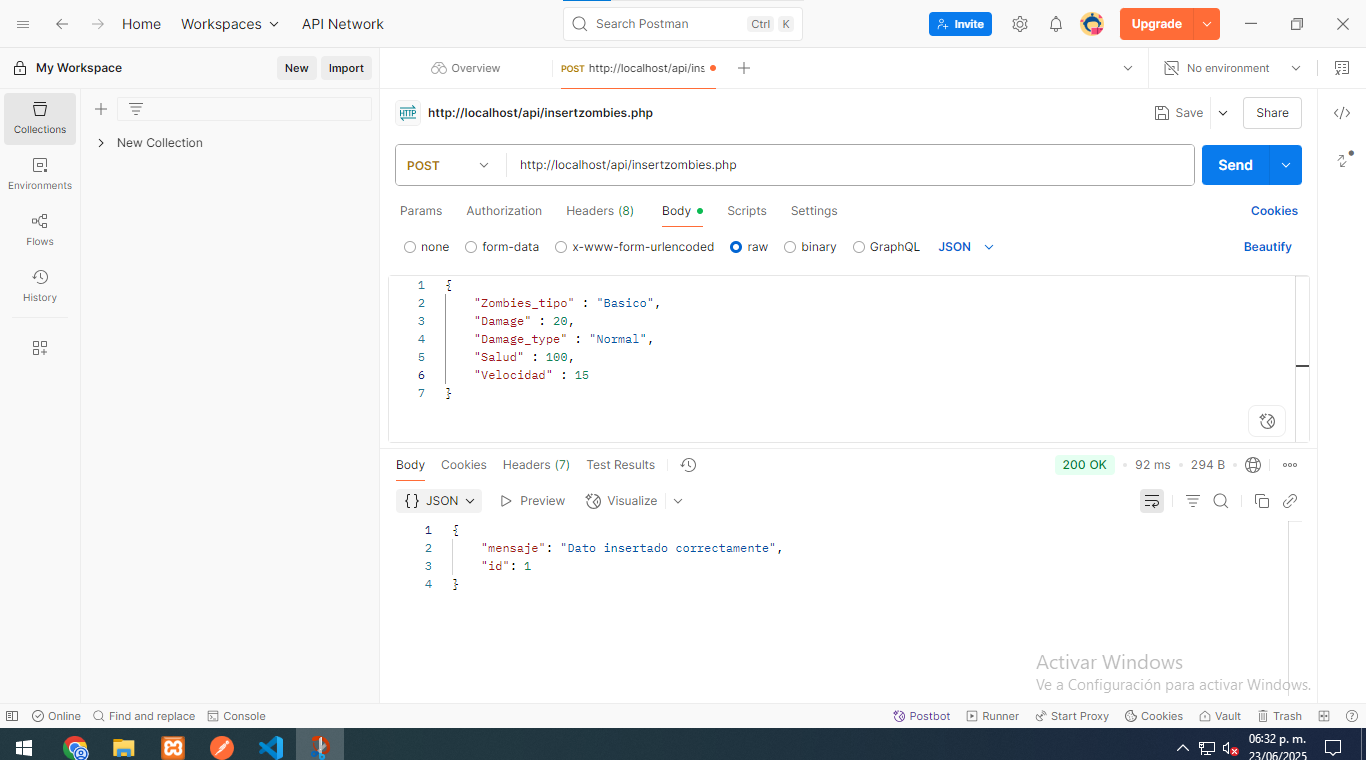 Home Workspaces API Network Search Postman Ctrl K Invite Upgrade
My Workspace New Import Overview POST http://localhost/api/ins No environment
Collections
Environments
Flows
History
New Collection
HTTP http://localhost/api/insertzombies.php Save Share
POST http://localhost/api/insertzombies.php Send
Params Authorization Headers (8) Body Scripts Settings Cookies
none form-data x-www-form-urlencoded raw binary GraphQL JSON Beautify
1 {
2 "Zombies_tipo" : "Basico",
3 "Damage" : 20,
4 "Damage_type" : "Normal",
5 "Salud" : 100,
6 "Velocidad" : 15
7 }
Body Cookies Headers (7) Test Results 200 OK 92 ms 294 B
{} JSON Preview Visualize
1 {
2 "mensaje": "Dato insertado correctamente",
3 "id": 1
4 }
Activar Windows
Ve a Configuración para activar Windows.
Online Find and replace Console Postbot Runner Start Proxy Cookies Vault Trash
06:32 p. m.
23/06/2025